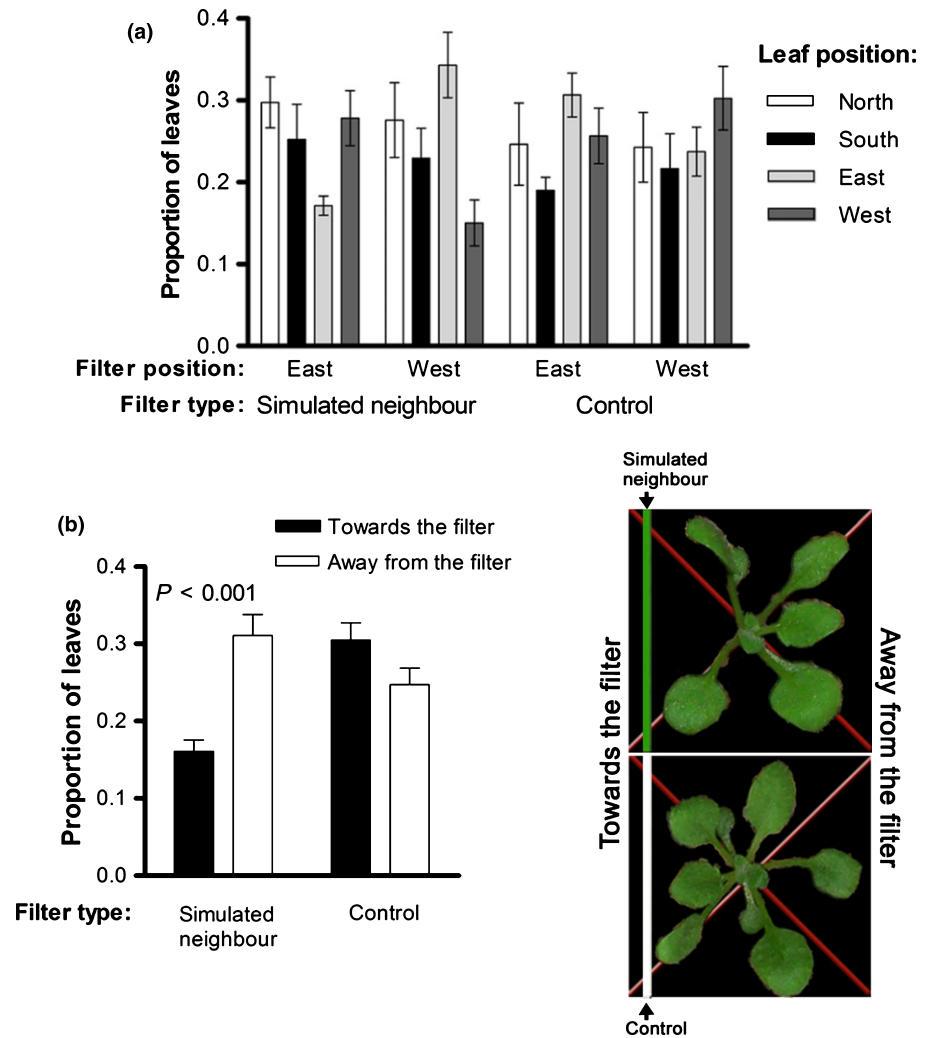 (a)
Proportion of leaves
0.4
0.3
0.2
0.1
0.0
Leaf position:
North
South
East
West
Filter position: East West East West
Filter type: Simulated neighbour Control
(b)
Towards the filter
Away from the filter
Proportion of leaves
0.4
0.3
0.2
0.1
0.0
P < 0.001
Filter type: Simulated neighbour Control
Simulated
neighbour
Towards the filter
Away from the filter
Control